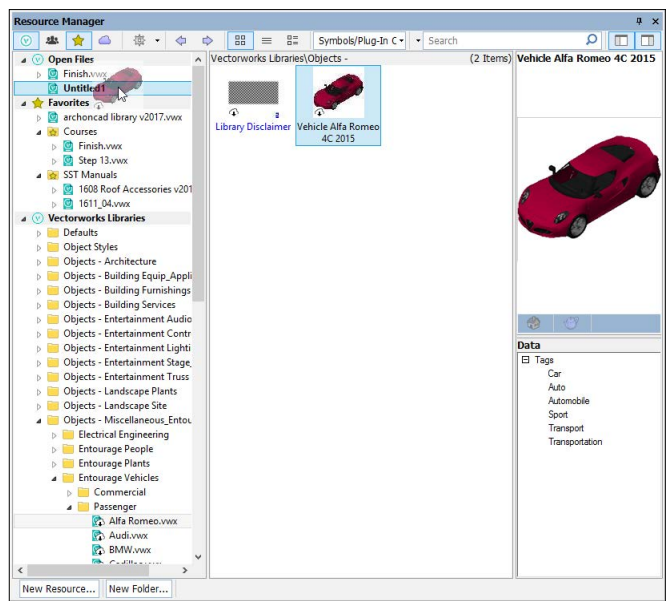 Resource Manager
Symbols/Plug-In C
Search
Open Files
Finish.vwx
Untitled1
Favorites
archoncad library v2017.vwx
Courses
Finish.vwx
Step 13.vwx
SST Manuals
1608 Roof Accessories v201
1611_04.vwx
Vectorworks Libraries
Defaults
Object Styles
Objects - Architecture
Objects - Building Equip_Appli
Objects - Building Furnishings
Objects - Building Services
Objects - Entertainment Audio
Objects - Entertainment Contr
Objects - Entertainment Lighti
Objects - Entertainment Stage_
Objects - Entertainment Truss
Objects - Landscape Plants
Objects - Landscape Site
Objects - Miscellaneous_Entou
Electrical Engineering
Entourage People
Entourage Plants
Entourage Vehicles
Commercial
Passenger
Alfa Romeo.vwx
Audi.vwx
BMW.vwx
Vectorworks Libraries\Objects - (2 Items)
Library Disclaimer
Vehicle Alfa Romeo
4C 2015
Vehicle Alfa Romeo 4C 2015
Data
Tags
Car
Auto
Automobile
Sport
Transport
Transportation
New Resource...
New Folder...